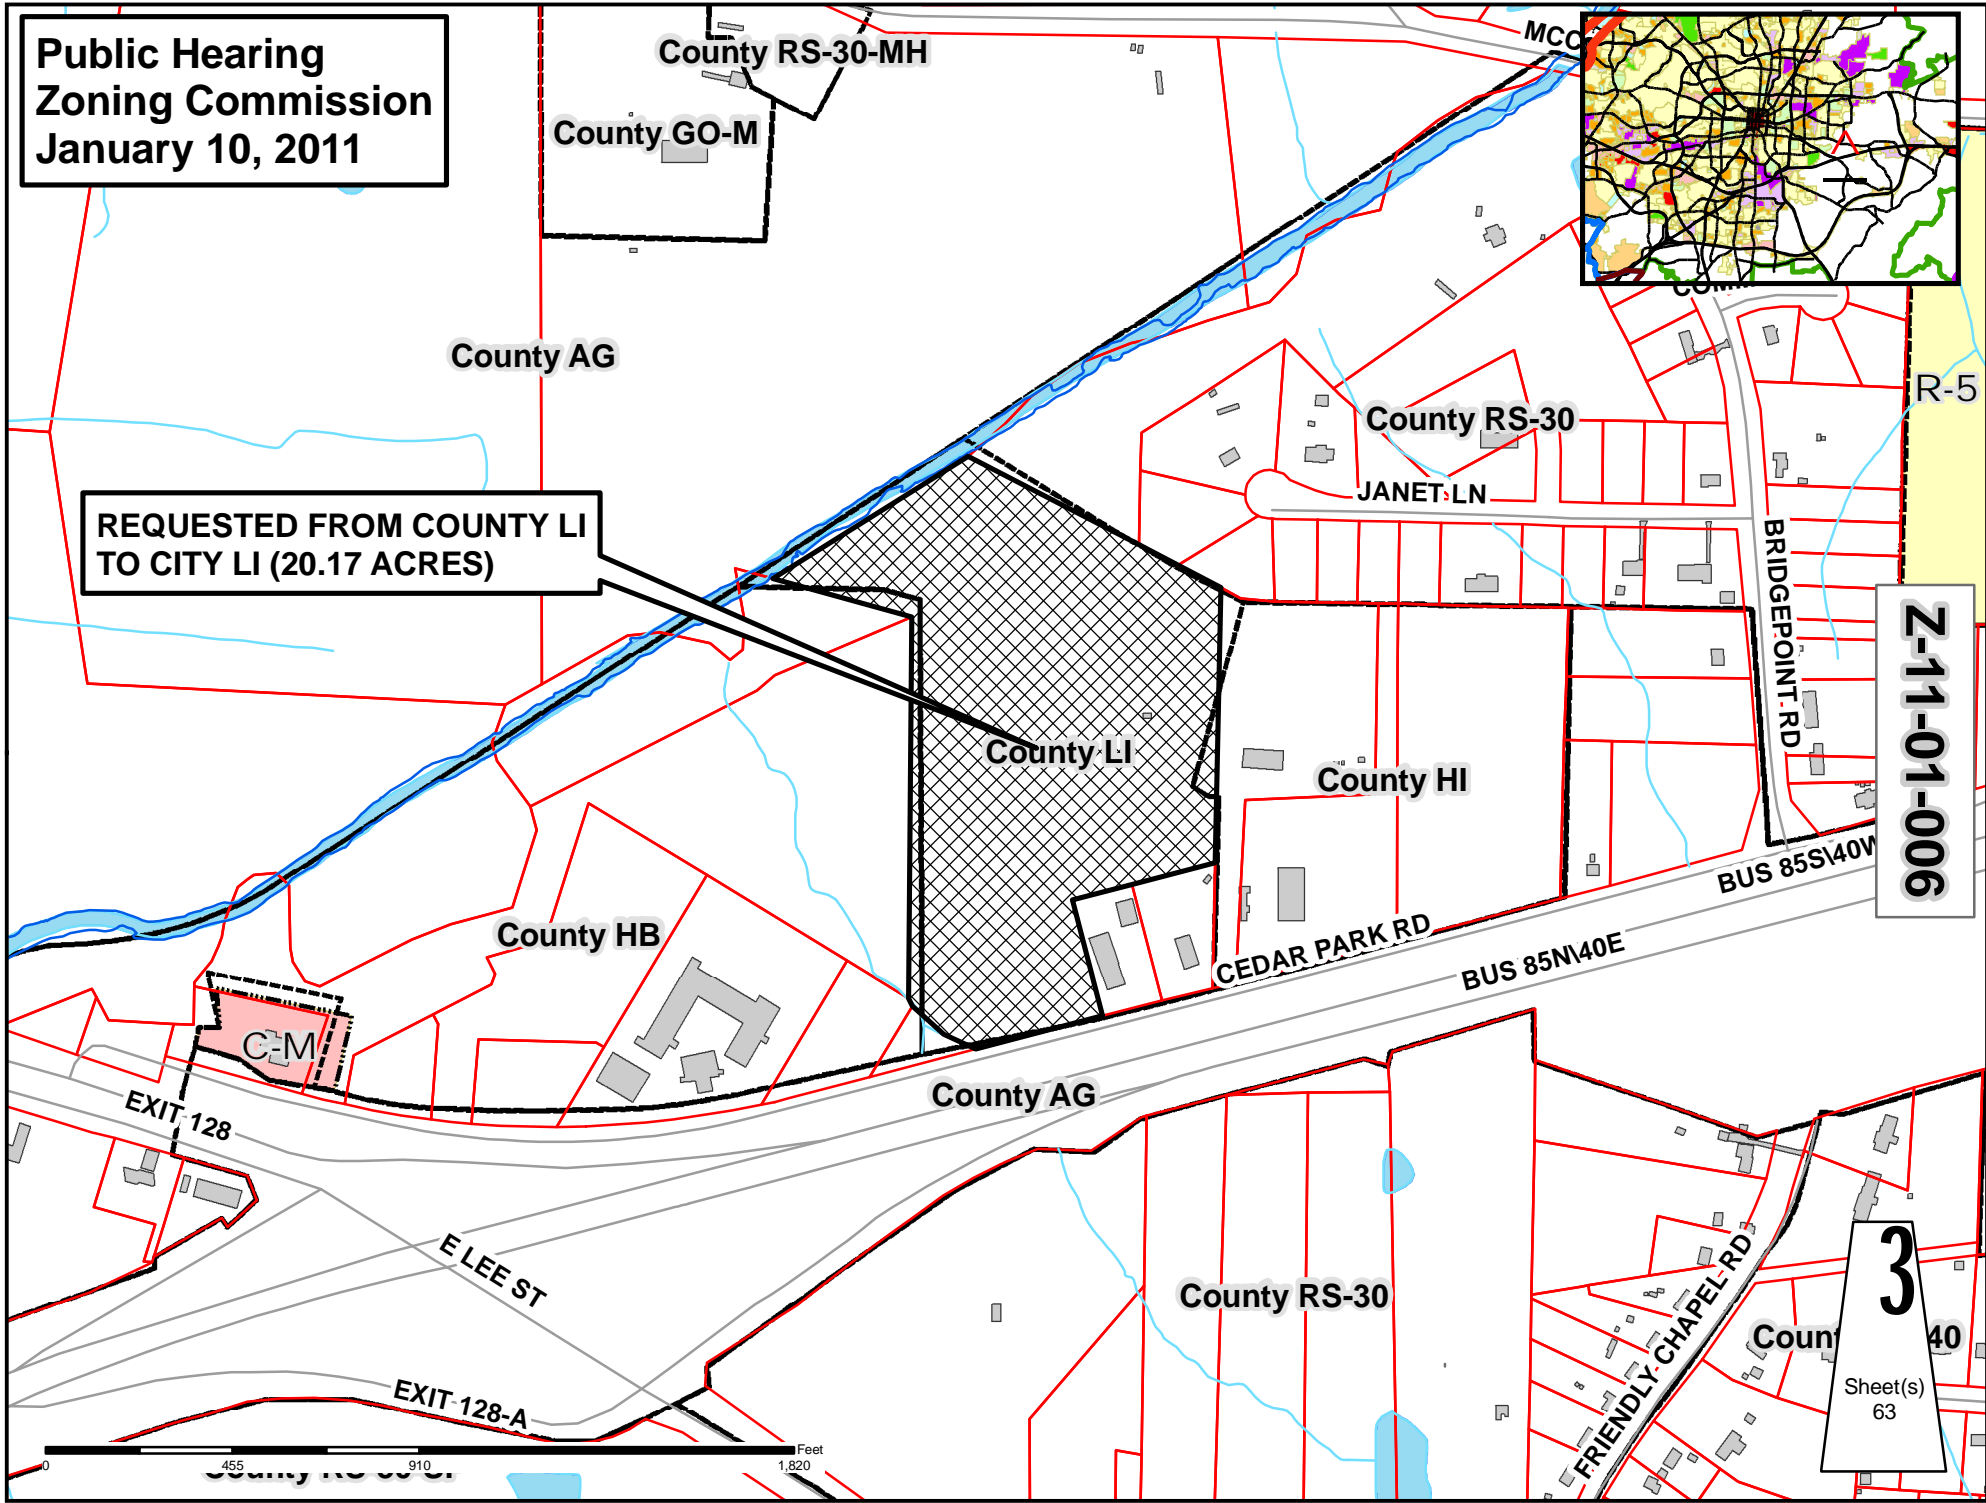 Public Hearing
Zoning Commission
January 10, 2011
County RS-30-MH
County GO-M
County AG
REQUESTED FROM COUNTY LI
TO CITY LI (20.17 ACRES)
County RS-30
R-5
JANET LN
BRIDGEPOINT RD
Z-11-01-006
County LI
County HI
BUS 85S\40W
County HB
CEDAR PARK RD
BUS 85N\40E
C-M
County AG
EXIT 128
E LEE ST
County RS-30
FRIENDLY CHAPEL RD
40
3
Sheet(s)
63
EXIT 128-A
Feet
0 455 910 1,820